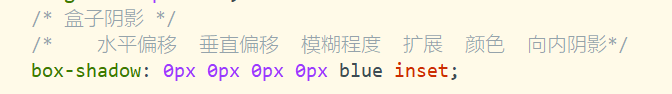 /* 盒子阴影 */
/* 水平偏移 垂直偏移 模糊程度 扩展 颜色 向内阴影*/
box-shadow: 0px 0px 0px 0px blue inset;